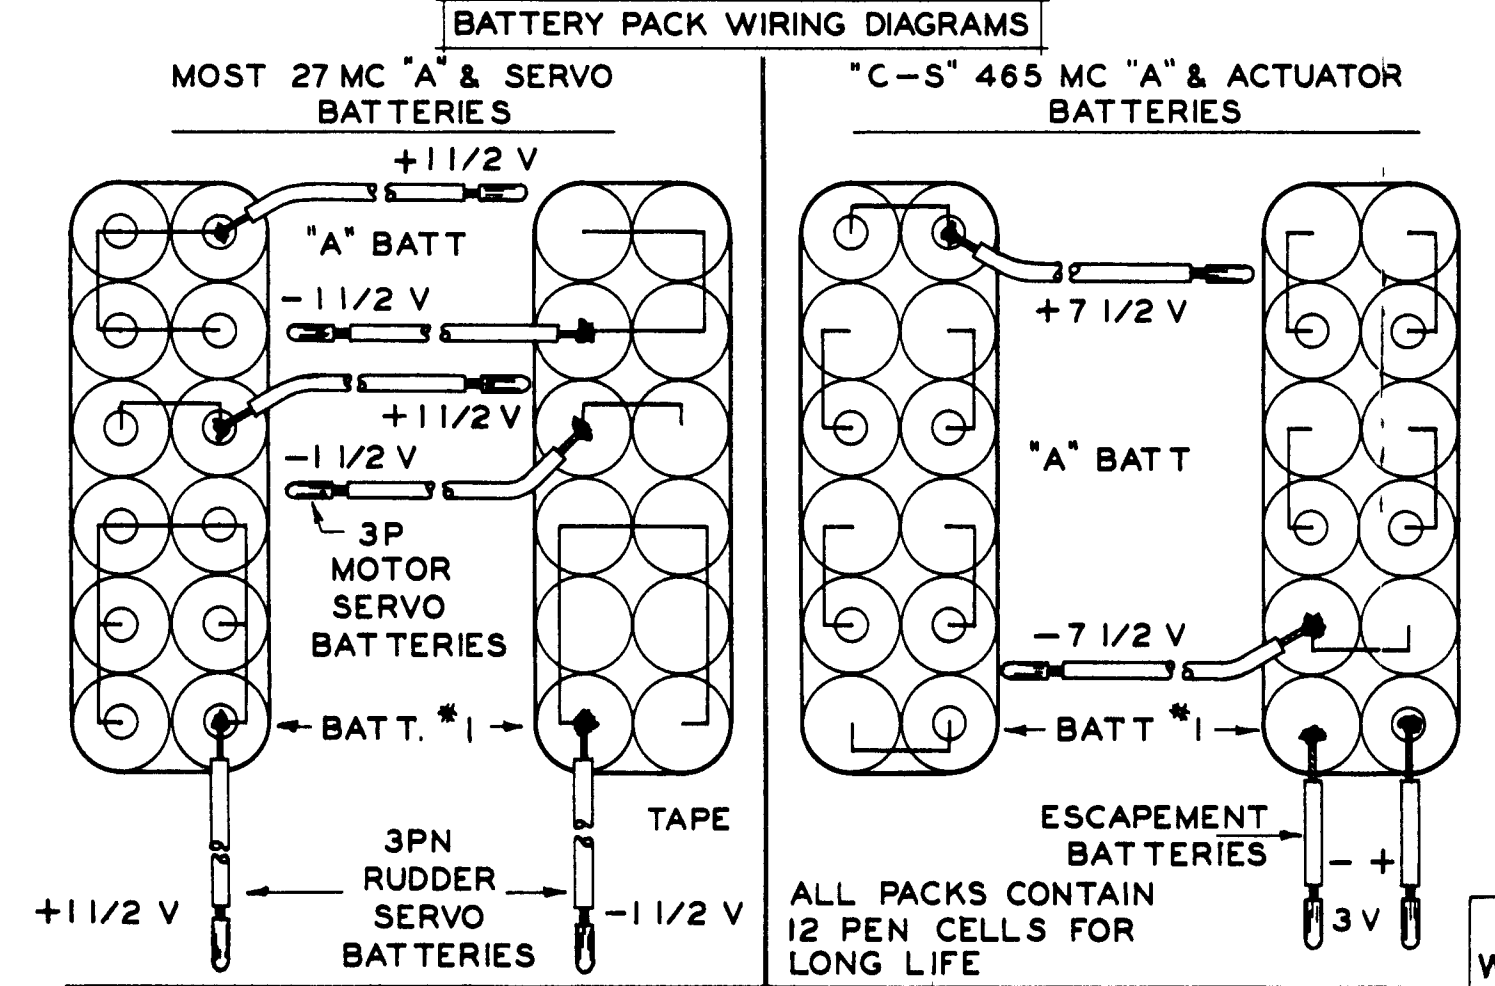 BATTERY PACK WIRING DIAGRAMS
MOST 27 MC "A" & SERVO
BATTERIES
+1 1/2 V
"A" BATT
-1 1/2 V
+1 1/2 V
-1 1/2 V
3P
MOTOR
SERVO
BATTERIES
BATT. #1
TAPE
3PN
RUDDER
SERVO
BATTERIES
+1 1/2 V
-1 1/2 V
"C-S" 465 MC "A" & ACTUATOR
BATTERIES
+7 1/2 V
"A" BATT
-7 1/2 V
BATT #1
ESCAPEMENT
BATTERIES
- +
3 V
ALL PACKS CONTAIN
12 PEN CELLS FOR
LONG LIFE